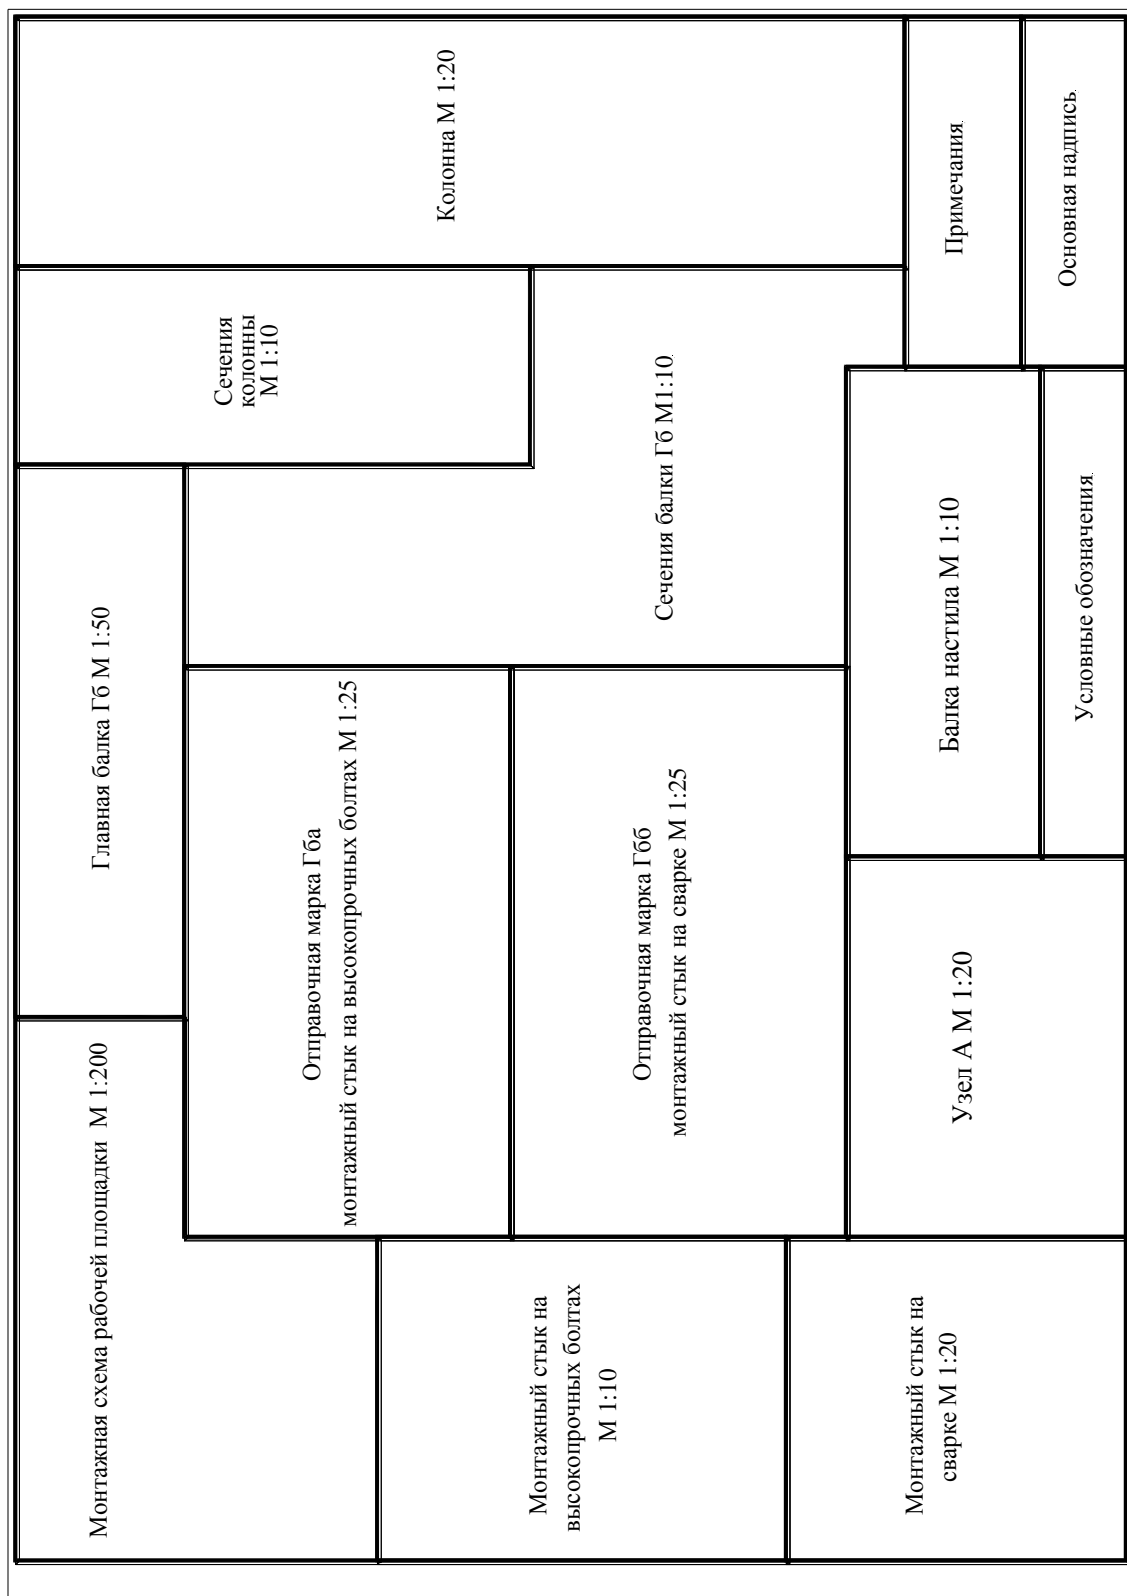 Монтажная схема рабочей площадки М 1:200
Главная балка Гб М 1:50
Сечения
колонны
М 1:10
Колонна М 1:20
Отправочная марка Гба
монтажный стык на высокопрочных болтах М 1:25
Монтажный стык на
высокопрочных болтах
М 1:10
Отправочная марка Гбб
монтажный стык на сварке М 1:25
Сечения балки Гб М1:10.
Монтажный стык на
сварке М 1:20
Узел А М 1:20
Балка настила М 1:10
Примечания.
Условные обозначения.
Основная надпись.